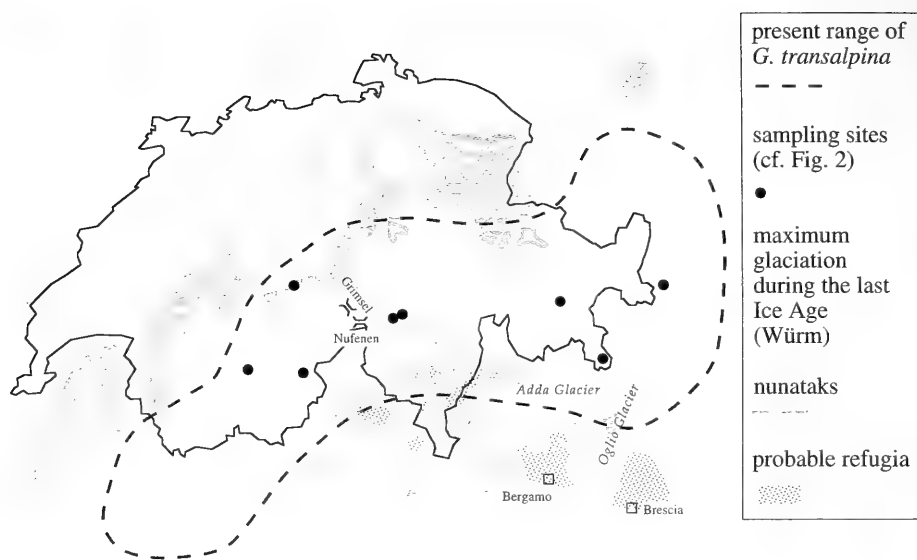 present range of
G. transalpina
sampling sites
(cf. Fig. 2)
maximum
glaciation
during the last
Ice Age
(Würm)
nunataks
probable refugia
Grimsel
Nufenen
Adda Glacier
Oglio Glacier
Bergamo
Brescia